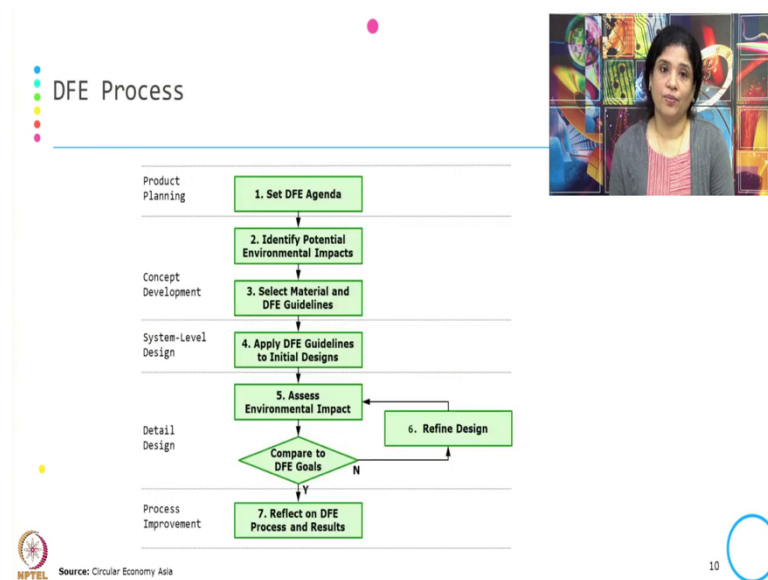 DFE Process
Product
Planning
1. Set DFE Agenda
2. Identify Potential
Environmental Impacts
Concept
Development
3. Select Material and
DFE Guidelines
System-Level
Design
4. Apply DFE Guidelines
to Initial Designs
5. Assess
Environmental Impact
6. Refine Design
Detail
Design
Compare to
DFE Goals
N
Y
Process
Improvement
7. Reflect on DFE
Process and Results
NPTEL
Source: Circular Economy Asia
10